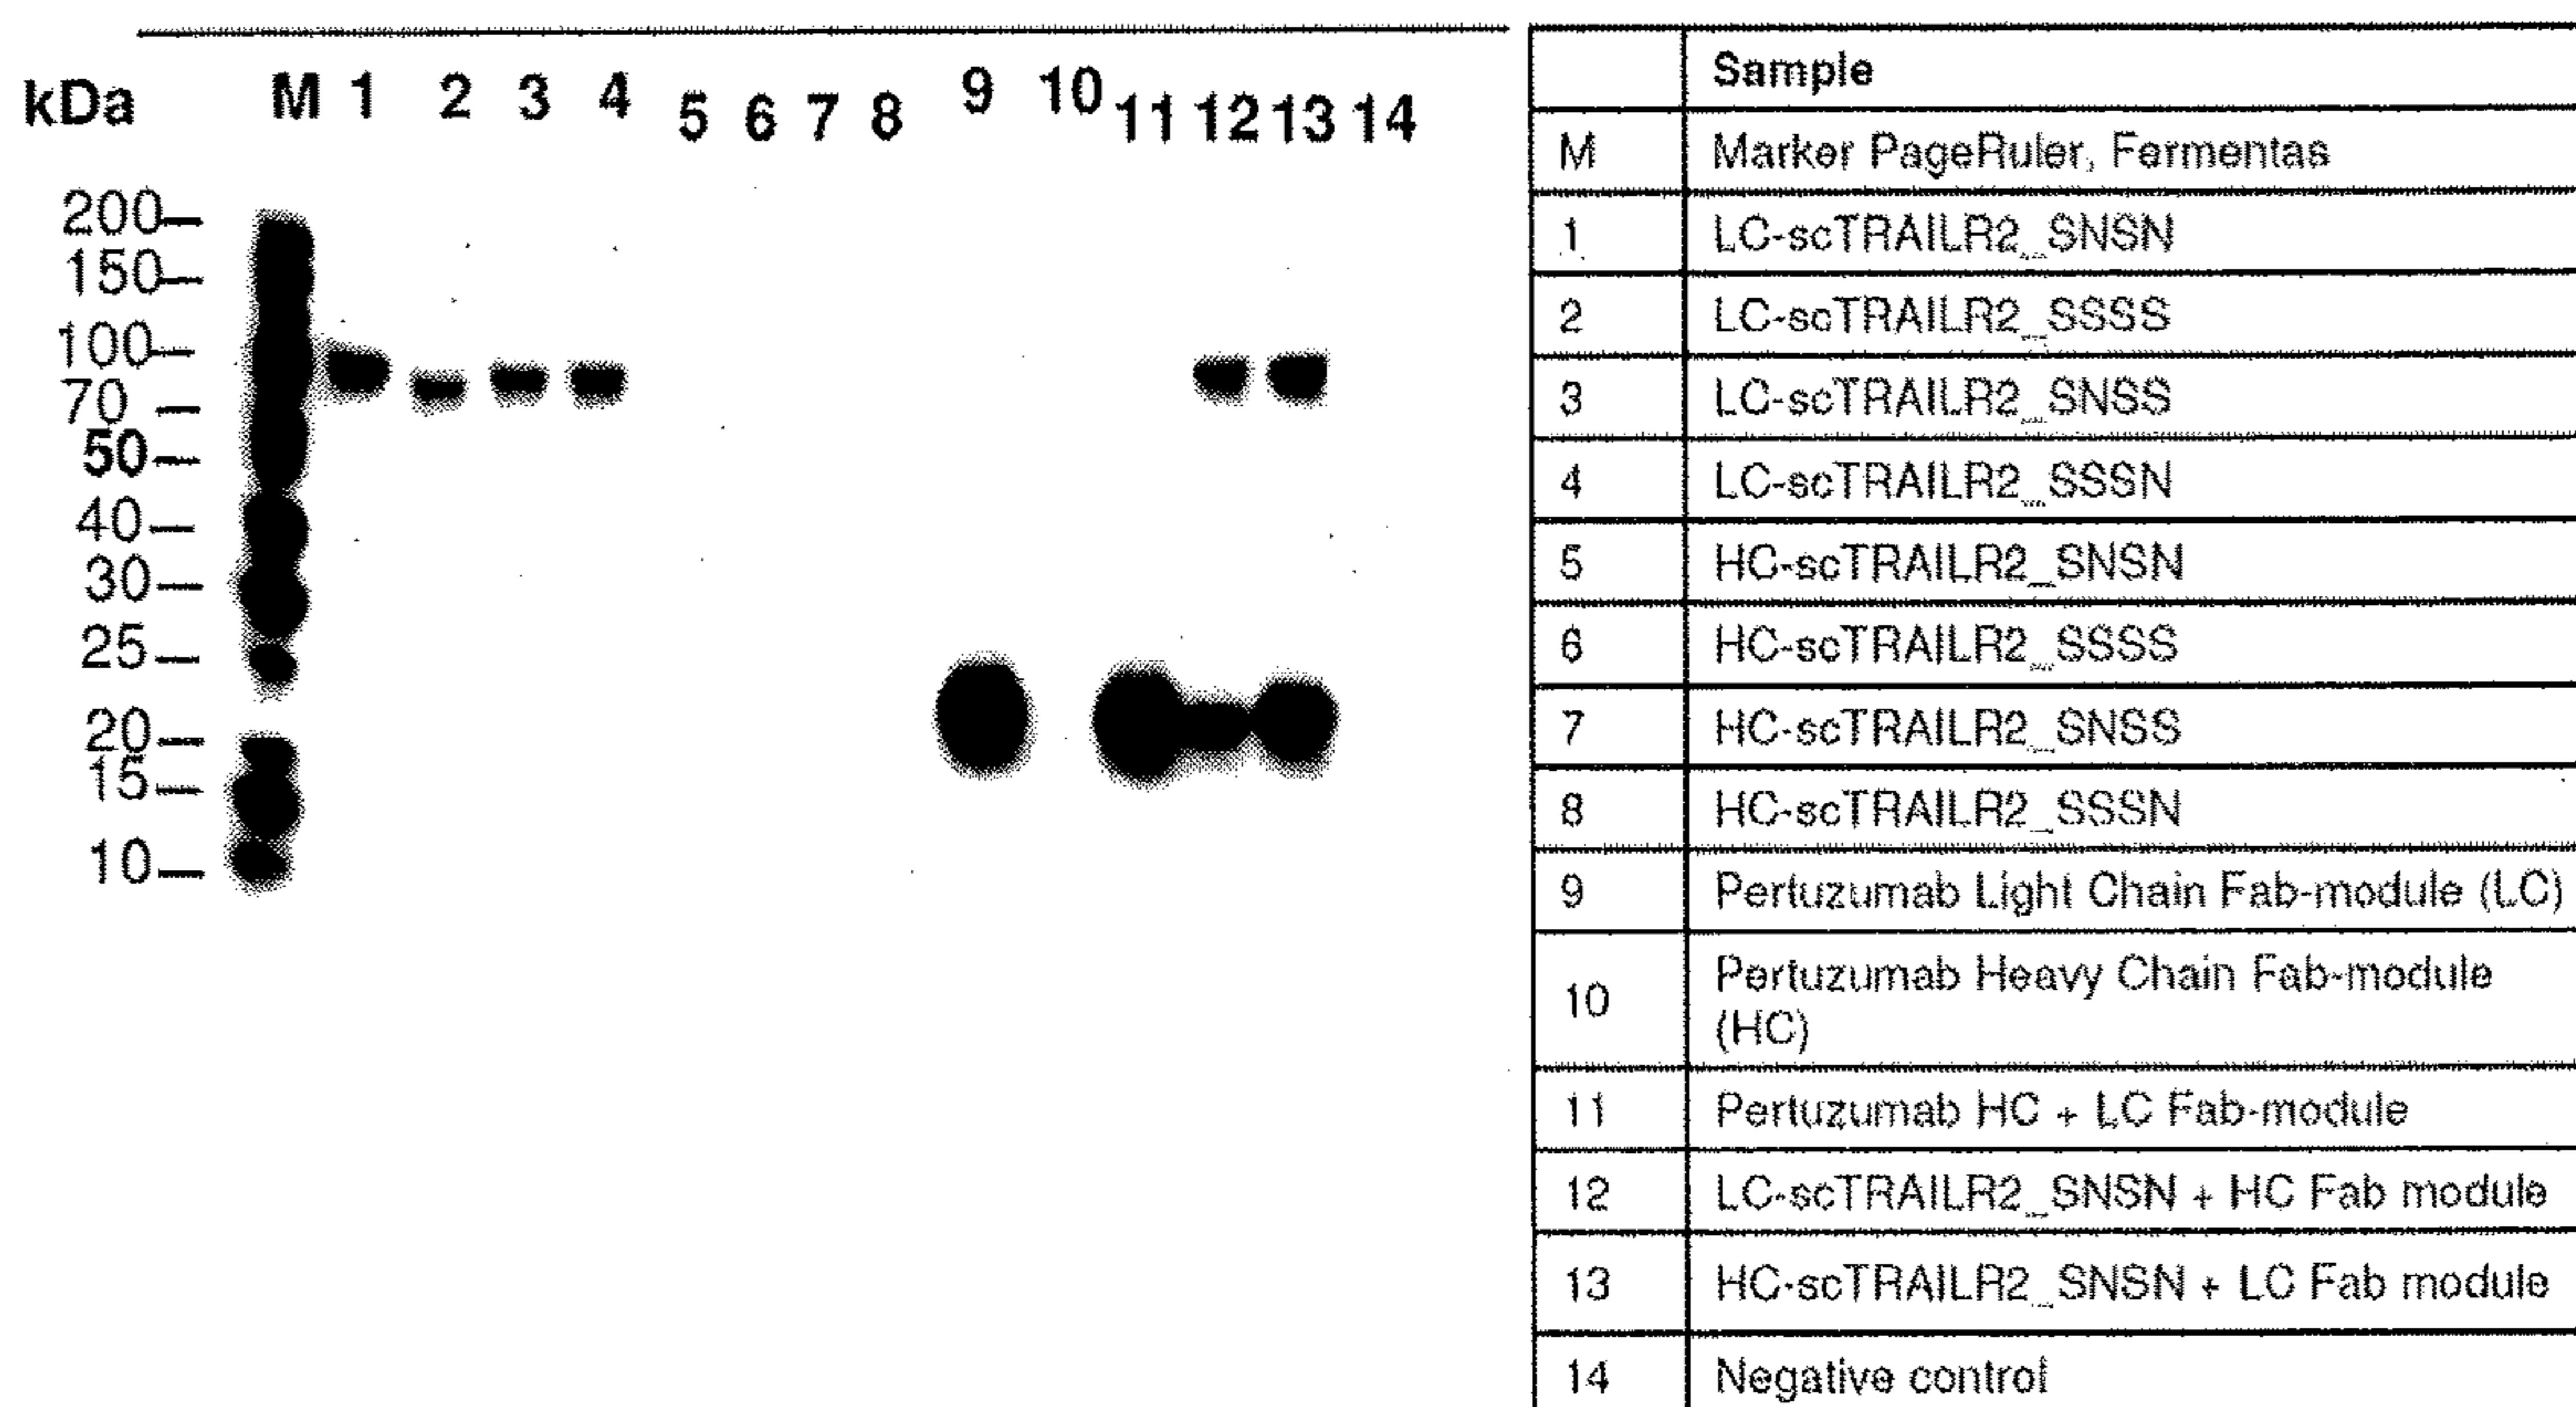 kDa
M 1 2 3 4 5 6 7 8 9 10 11 12 13 14
200
150
100
70
50
40
30
25
20
15
10
Sample
M Marker PageRuler, Fermentas
1 LC-scTRAILR2_SNSN
2 LC-scTRAILR2_SSSS
3 LC-scTRAILR2_SNSS
4 LC-scTRAILR2_SSSN
5 HC-scTRAILR2_SNSN
6 HC-scTRAILR2_SSSS
7 HC-scTRAILR2_SNSS
8 HC-scTRAILR2_SSSN
9 Pertuzumab Light Chain Fab-module (LC)
10 Pertuzumab Heavy Chain Fab-module
(HC)
11 Pertuzumab HC + LC Fab-module
12 LC-scTRAILR2_SNSN + HC Fab module
13 HC-scTRAILR2_SNSN + LC Fab module
14 Negative control